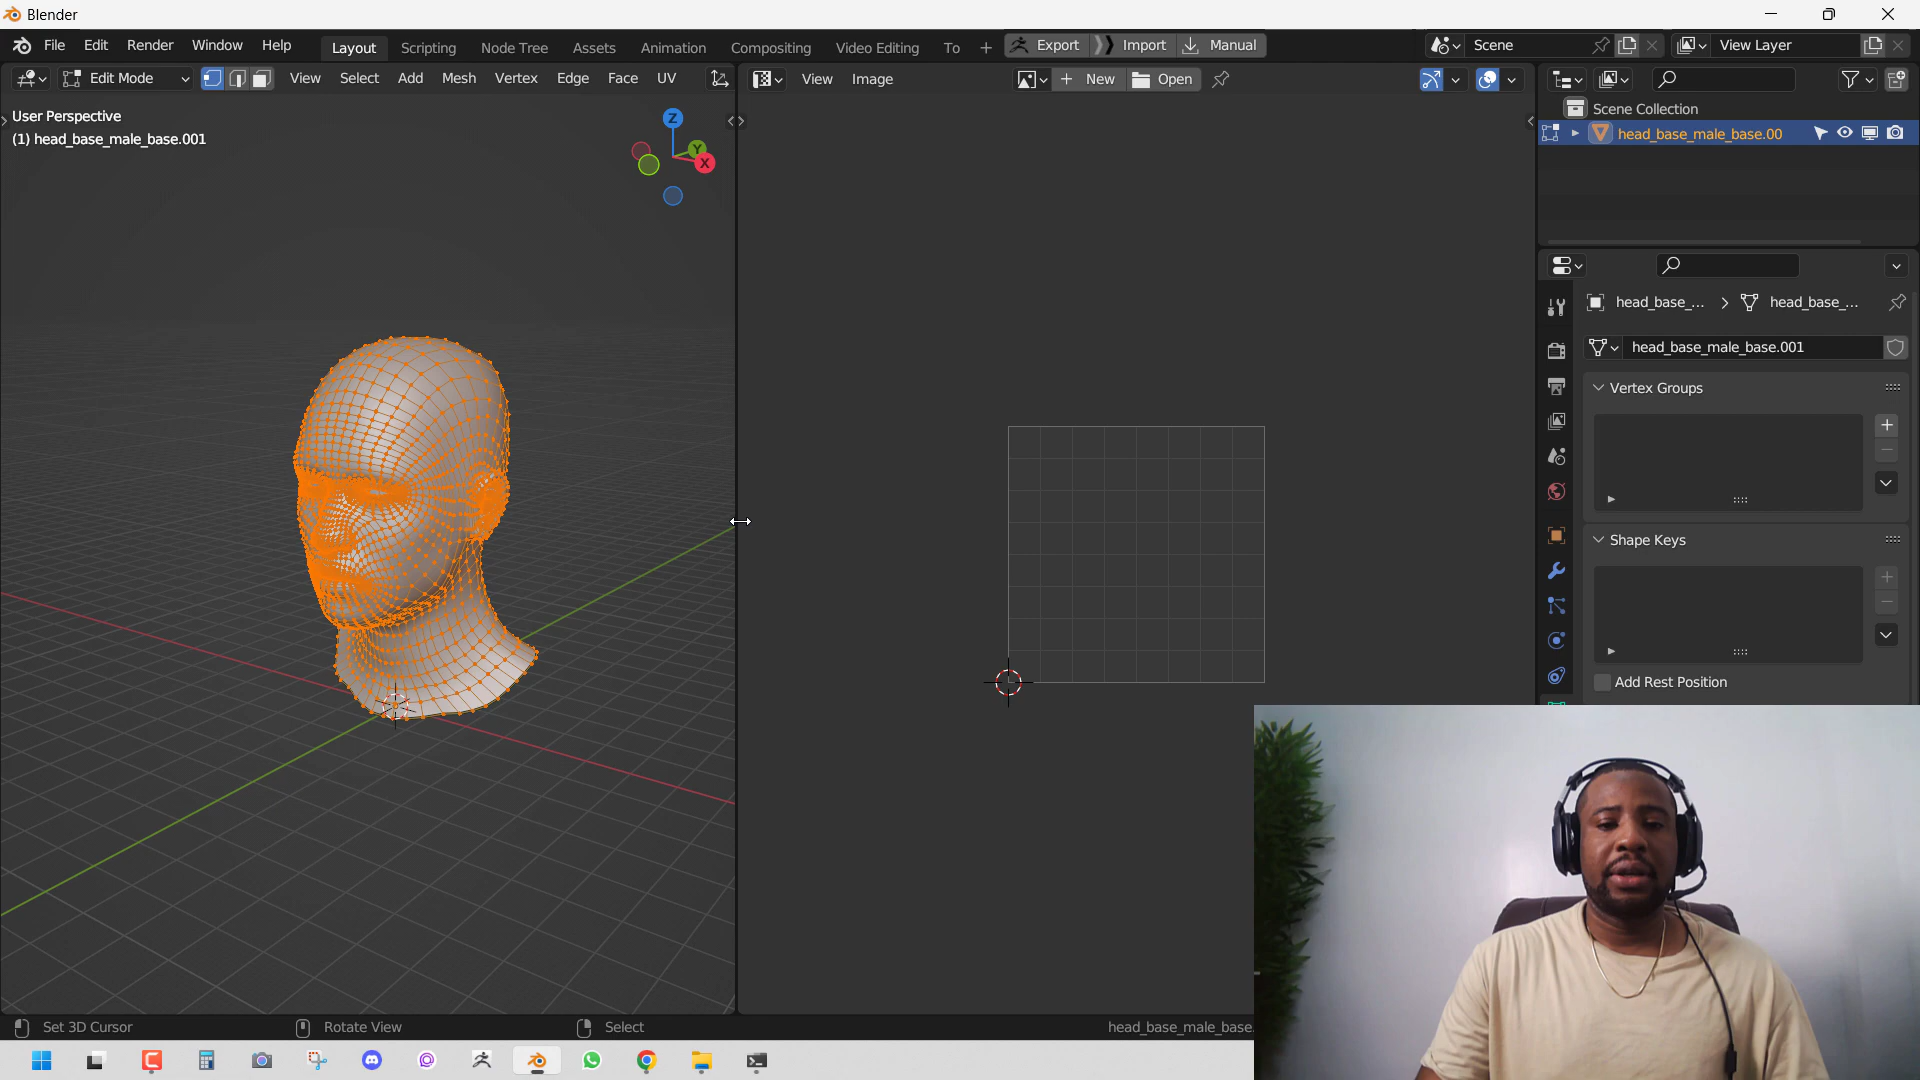 Blender
File Edit Render Window Help Layout Scripting Node Tree Assets Animation Compositing Video Editing To Export Import Manual Scene View Layer
Edit Mode View Select Add Mesh Vertex Edge Face UV View Image New Open
User Perspective
(1) head_base_male_base.001
Z
Y
X
Scene Collection
head_base_male_base.00
head_base_... head_base_...
head_base_male_base.001
Vertex Groups
Shape Keys
Add Rest Position
Set 3D Cursor Rotate View Select head_base_male_base.